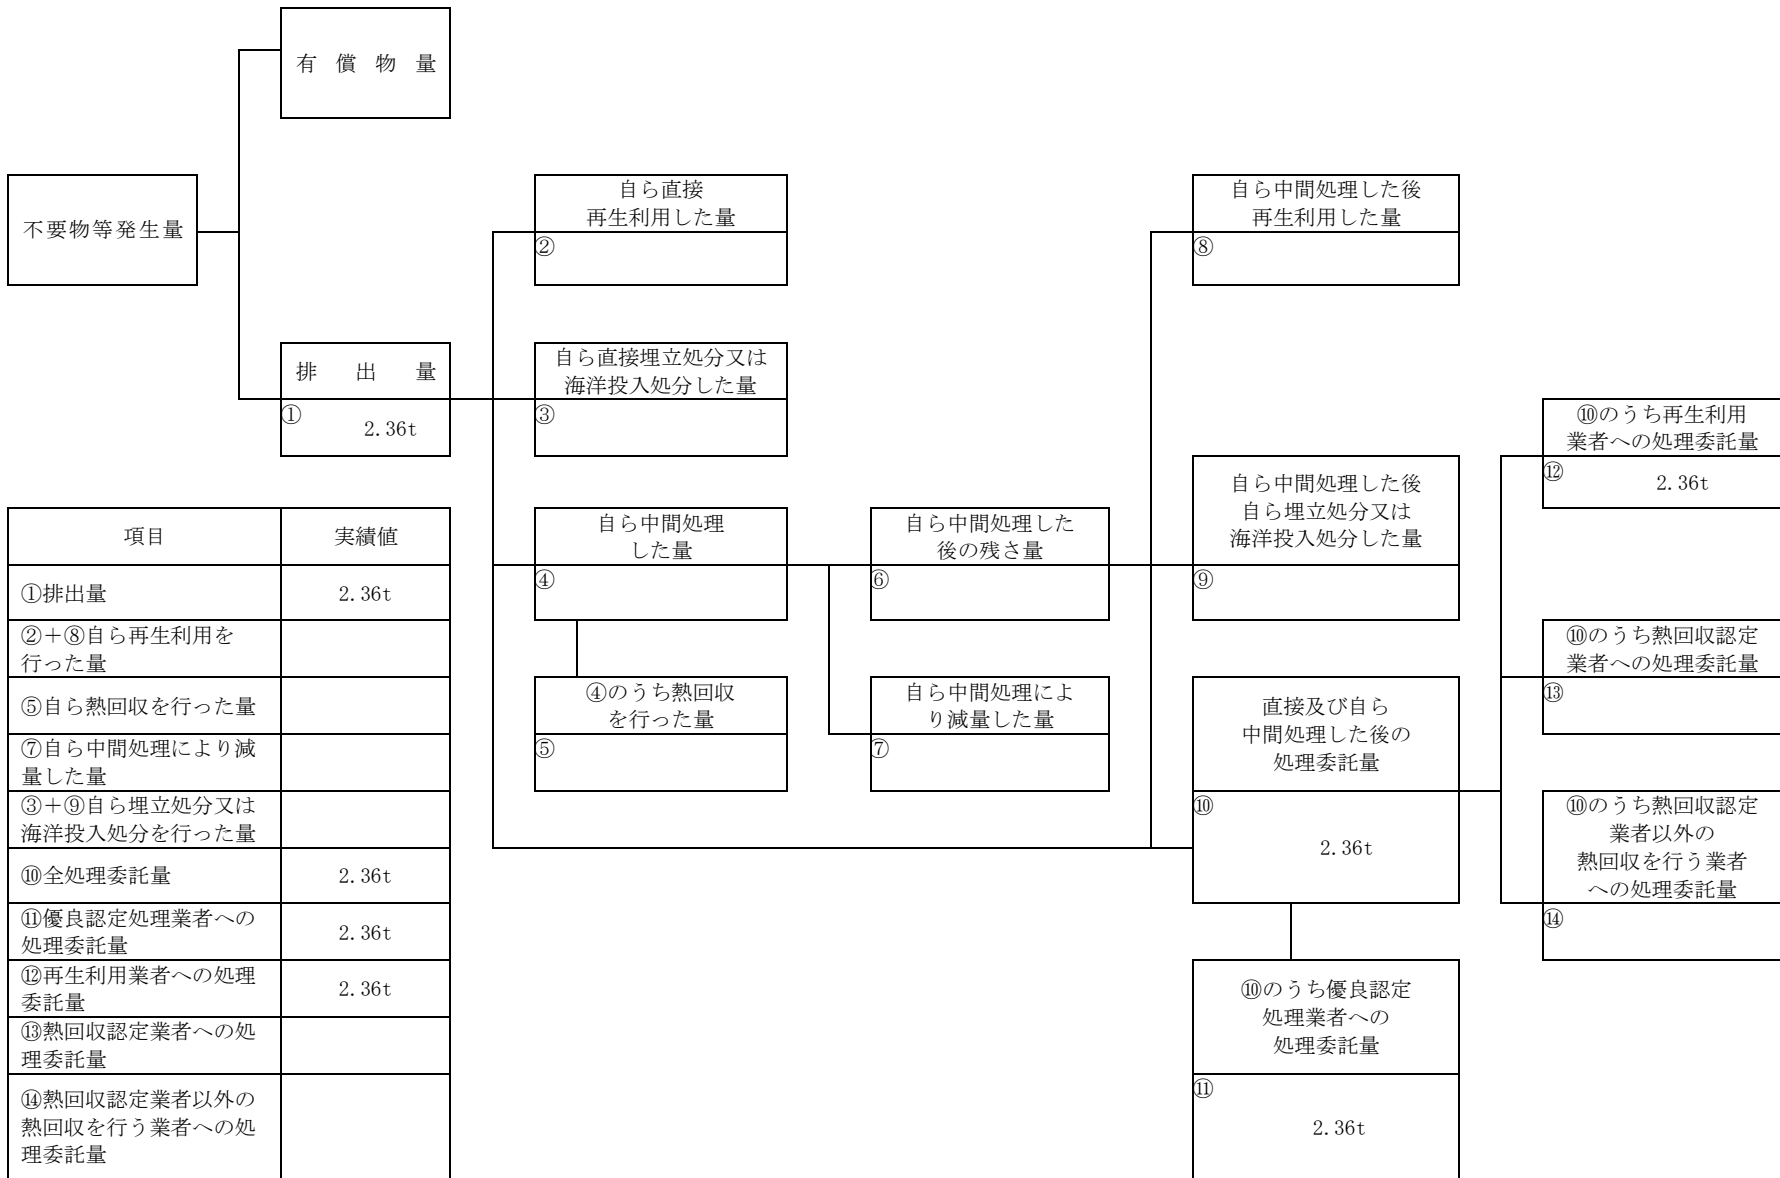 有償物量
不要物等発生量
自ら直接
再生利用した量
②
自ら中間処理した後
再生利用した量
⑧
排出量
①
2.36t
自ら直接埋立処分又は
海洋投入処分した量
③
⑩のうち再生利用
業者への処理委託量
⑫
2.36t
自ら中間処理
した量
④
自ら中間処理した
後の残さ量
⑥
自ら中間処理した後
自ら埋立処分又は
海洋投入処分した量
⑨
⑩のうち熱回収認定
業者への処理委託量
⑬
④のうち熱回収
を行った量
⑤
自ら中間処理によ
り減量した量
⑦
直接及び自ら
中間処理した後の
処理委託量
⑩
2.36t
⑩のうち熱回収認定
業者以外の
熱回収を行う業者
への処理委託量
⑭
⑩のうち優良認定
処理業者への
処理委託量
⑪
2.36t
項目
実績値
①排出量
2.36t
②＋⑧自ら再生利用を
行った量
⑤自ら熱回収を行った量
⑦自ら中間処理により減
量した量
③＋⑨自ら埋立処分又は
海洋投入処分を行った量
⑩全処理委託量
2.36t
⑪優良認定処理業者への
処理委託量
2.36t
⑫再生利用業者への処理
委託量
2.36t
⑬熱回収認定業者への処
理委託量
⑭熱回収認定業者以外の
熱回収を行う業者への処
理委託量